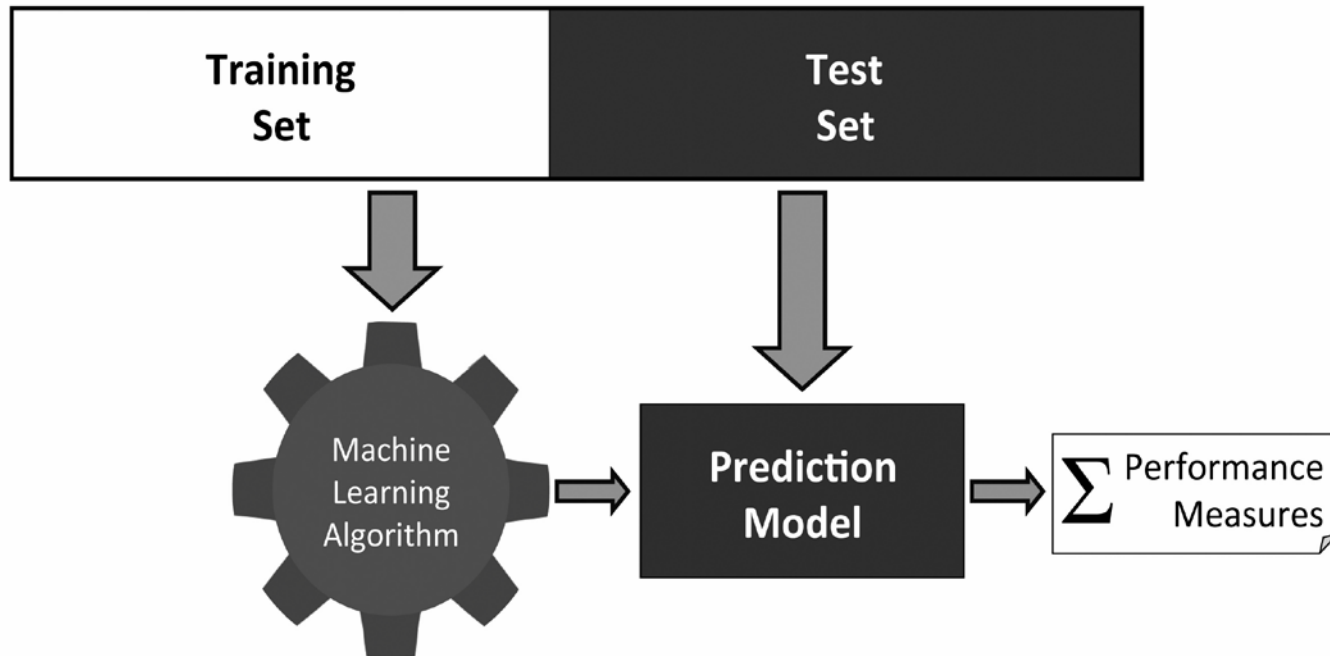 Training
Set
Test
Set
Machine
Learning
Algorithm
Prediction
Model
∑ Performance
Measures